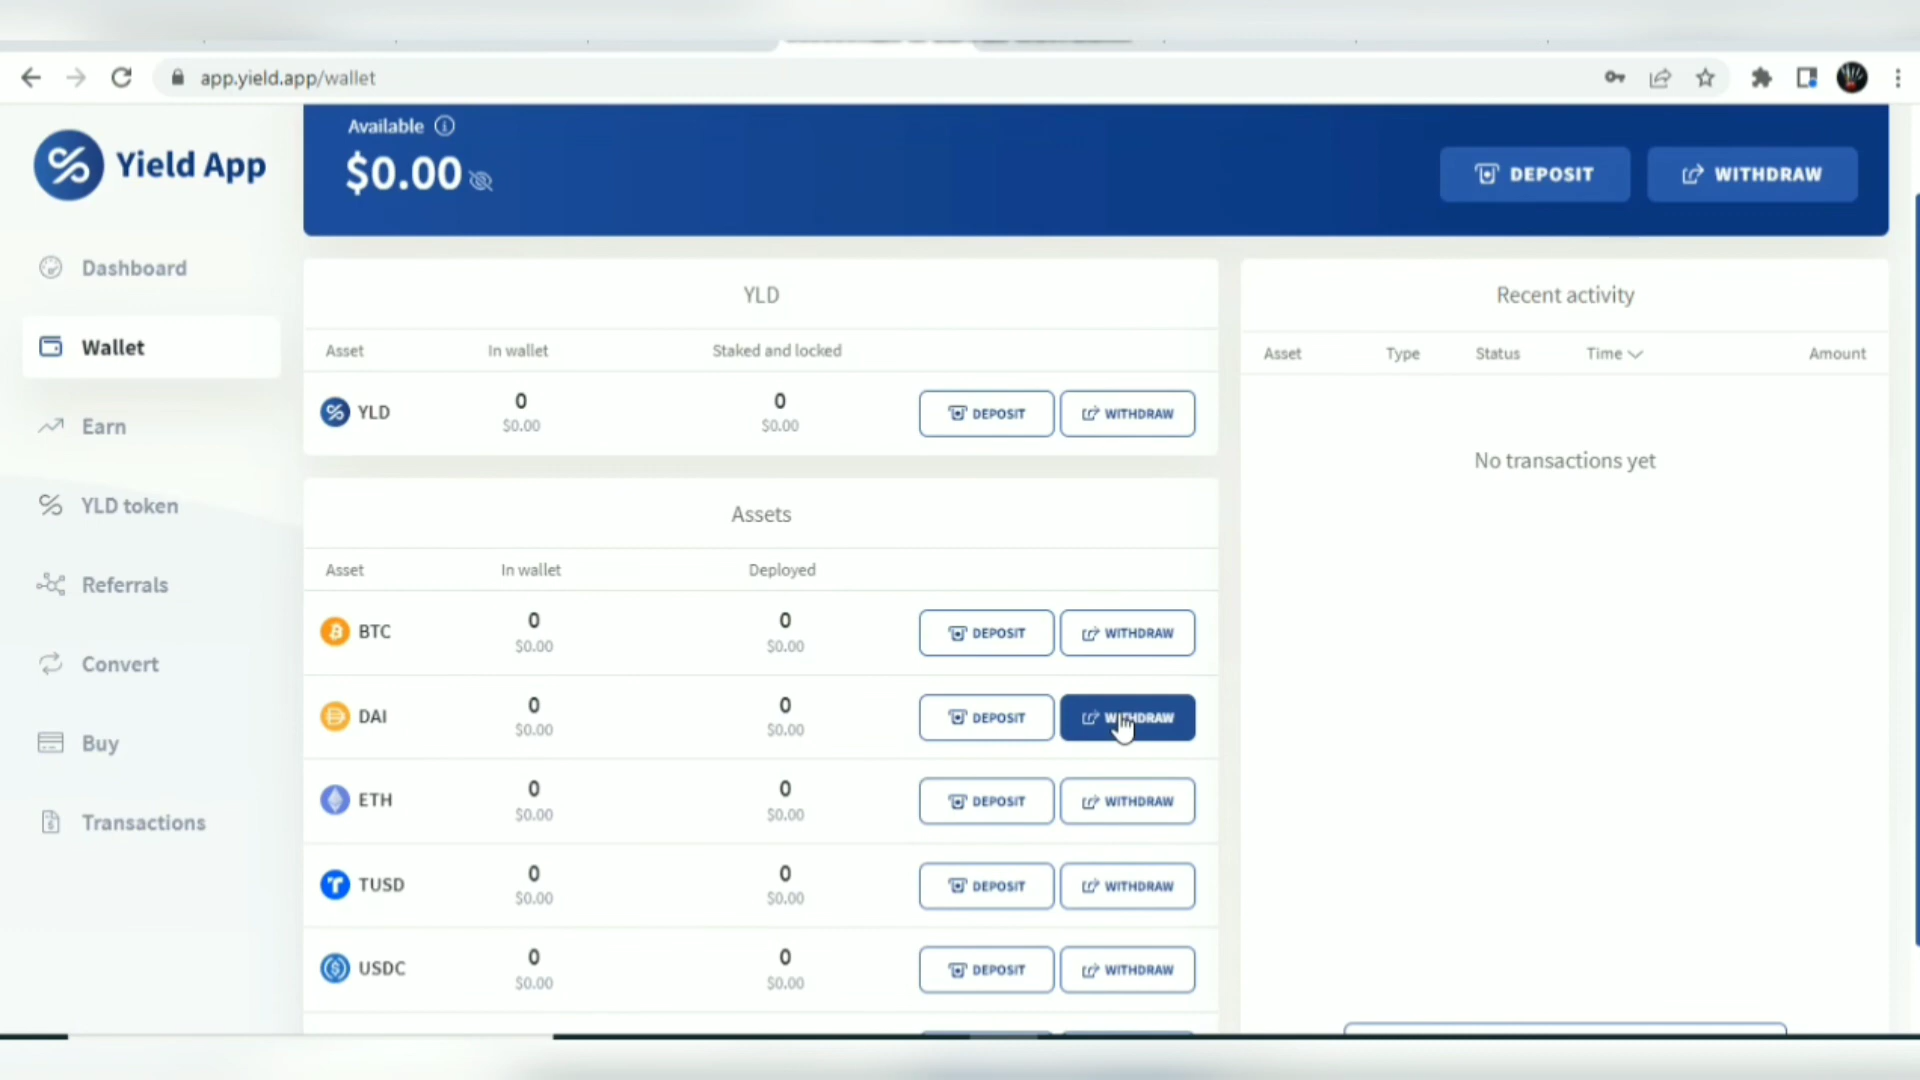 app.yield.app/wallet
Yield App
Available
$0.00
DEPOSIT
WITHDRAW
Dashboard
Wallet
Earn
YLD token
Referrals
Convert
Buy
Transactions
YLD
Asset In wallet Staked and locked
YLD 0 0 DEPOSIT WITHDRAW
$0.00 $0.00
Assets
Asset In wallet Deployed
BTC 0 0 DEPOSIT WITHDRAW
$0.00 $0.00
DAI 0 0 DEPOSIT WITHDRAW
$0.00 $0.00
ETH 0 0 DEPOSIT WITHDRAW
$0.00 $0.00
TUSD 0 0 DEPOSIT WITHDRAW
$0.00 $0.00
USDC 0 0 DEPOSIT WITHDRAW
$0.00 $0.00
Recent activity
Asset Type Status Time Amount
No transactions yet